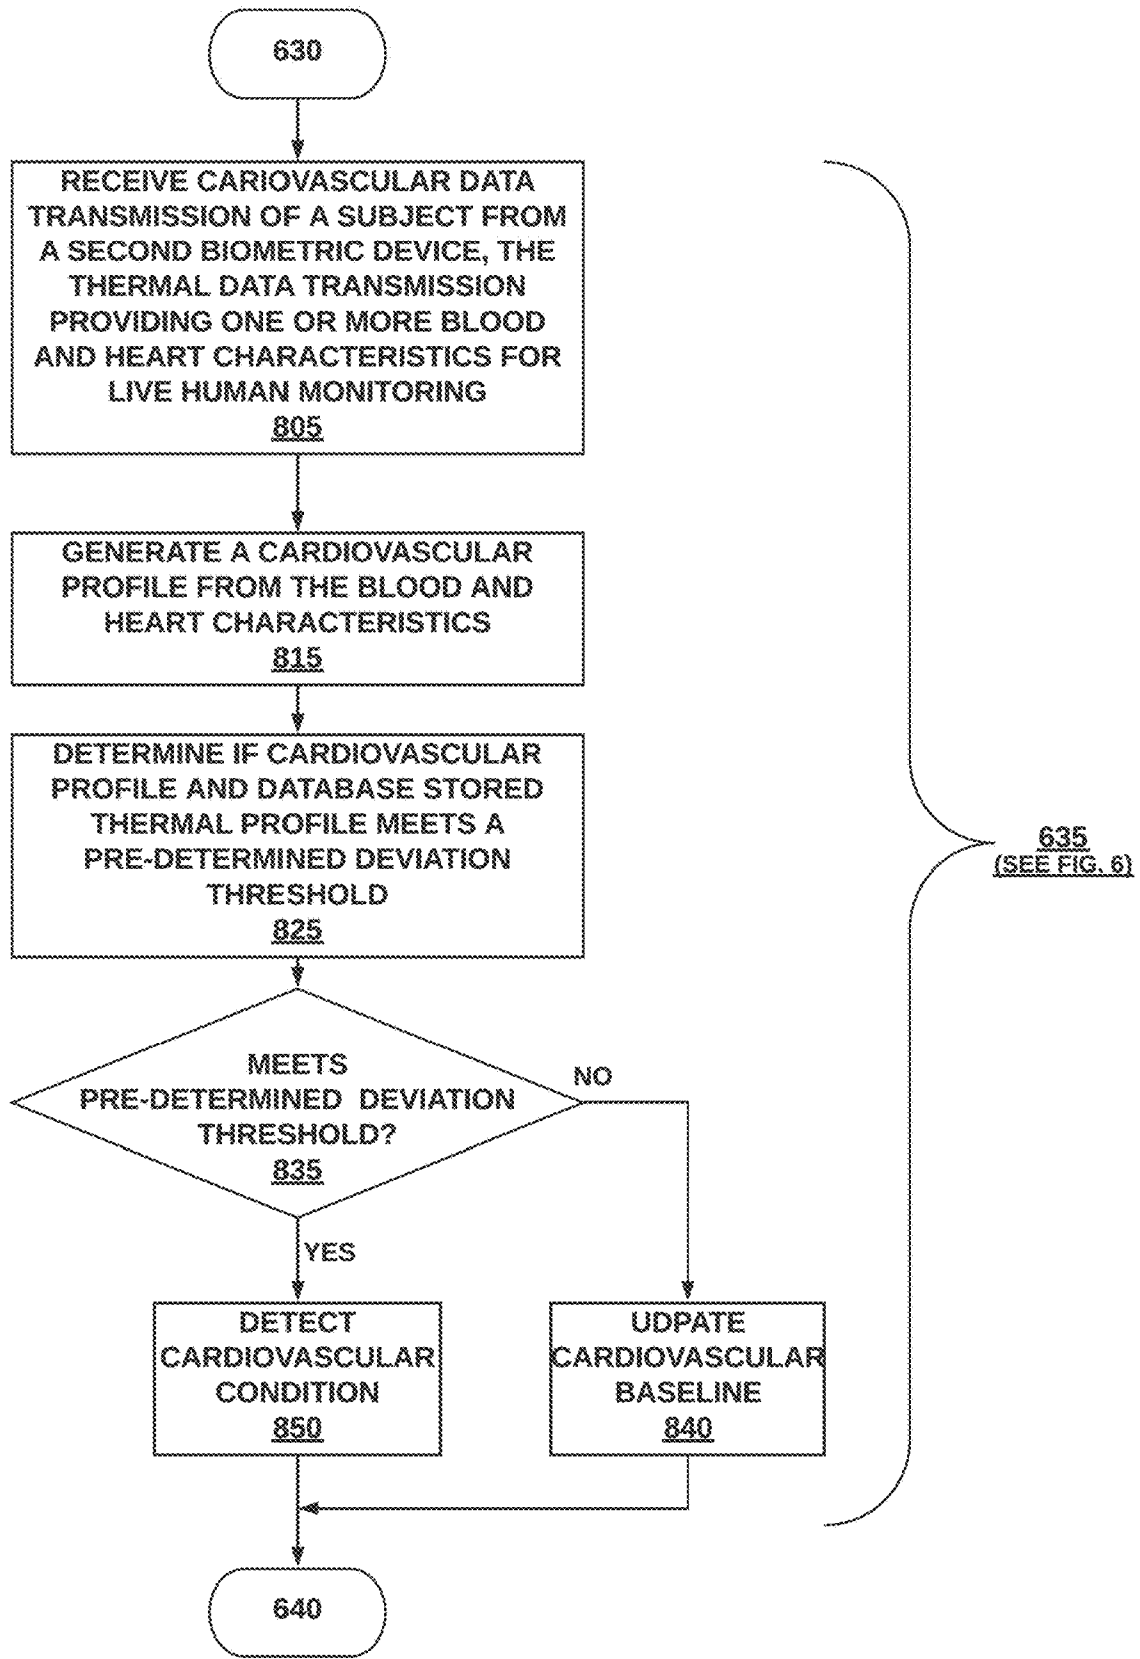 630
RECEIVE CARIOVASCULAR DATA
TRANSMISSION OF A SUBJECT FROM
A SECOND BIOMETRIC DEVICE, THE
THERMAL DATA TRANSMISSION
PROVIDING ONE OR MORE BLOOD
AND HEART CHARACTERISTICS FOR
LIVE HUMAN MONITORING
805
GENERATE A CARDIOVASCULAR
PROFILE FROM THE BLOOD AND
HEART CHARACTERISTICS
815
DETERMINE IF CARDIOVASCULAR
PROFILE AND DATABASE STORED
THERMAL PROFILE MEETS A
PRE-DETERMINED DEVIATION
THRESHOLD
825
635
(SEE FIG. 6)
MEETS
PRE-DETERMINED DEVIATION
THRESHOLD?
835
NO
YES
DETECT
CARDIOVASCULAR
CONDITION
850
UDPATE
CARDIOVASCULAR
BASELINE
840
640